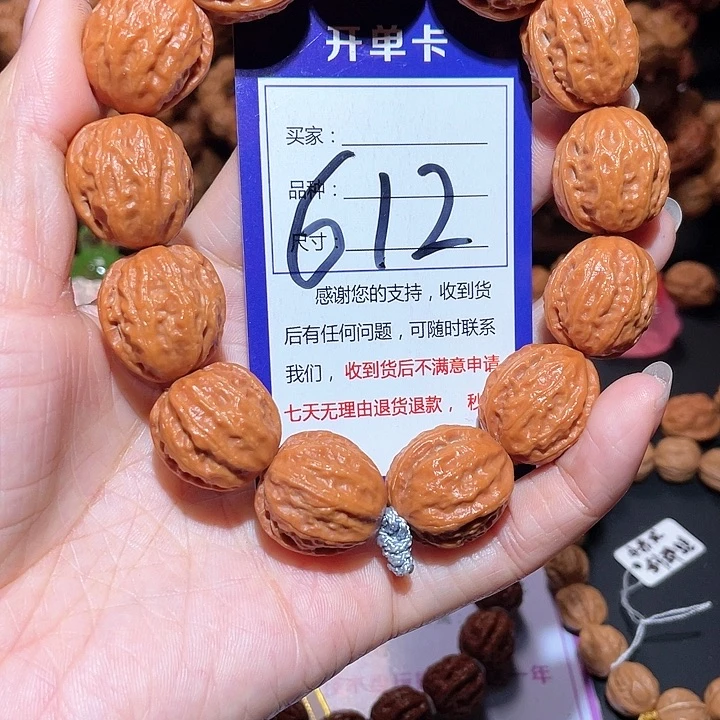 开单卡
买家：
品种：
尺寸：
612
感谢您的支持，收到货
后有任何问题，可随时联系
我们，收到货后不满意申请
七天无理由退货退款，秒